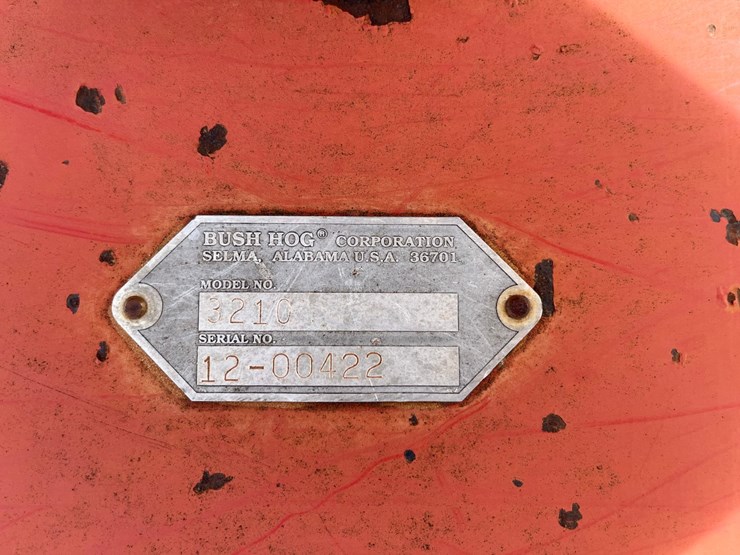 BUSH HOG® CORPORATION
SELMA, ALABAMA U.S.A. 36701
MODEL NO.
3210
SERIAL NO.
12-00422